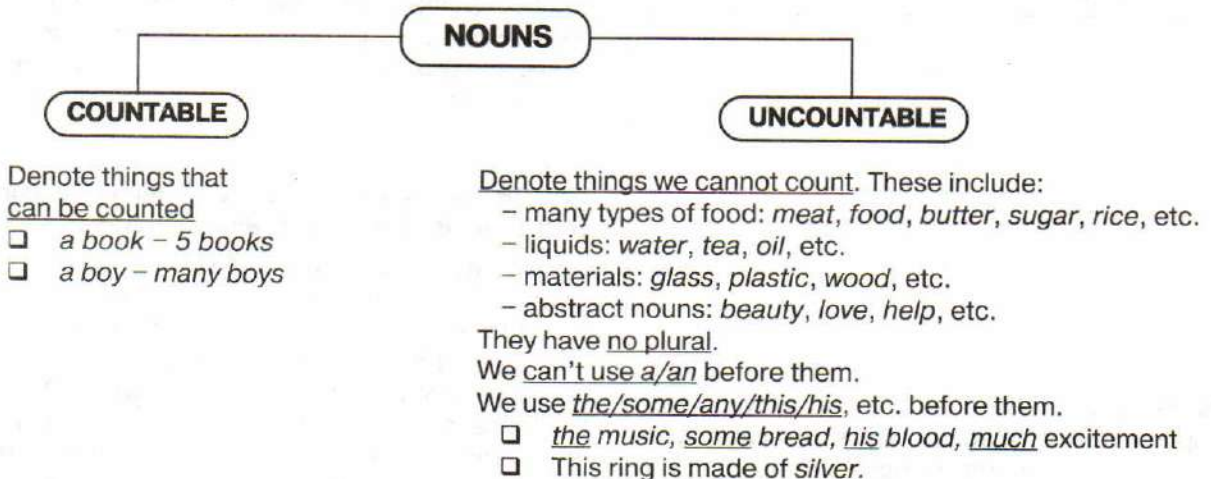 NOUNS
COUNTABLE
Denote things that
can be counted
❑ a book – 5 books
❑ a boy – many boys
UNCOUNTABLE
Denote things we cannot count. These include:
– many types of food: meat, food, butter, sugar, rice, etc.
– liquids: water, tea, oil, etc.
– materials: glass, plastic, wood, etc.
– abstract nouns: beauty, love, help, etc.
They have no plural.
We can't use a/an before them.
We use the/some/any/this/his, etc. before them.
❑ the music, some bread, his blood, much excitement
❑ This ring is made of silver.